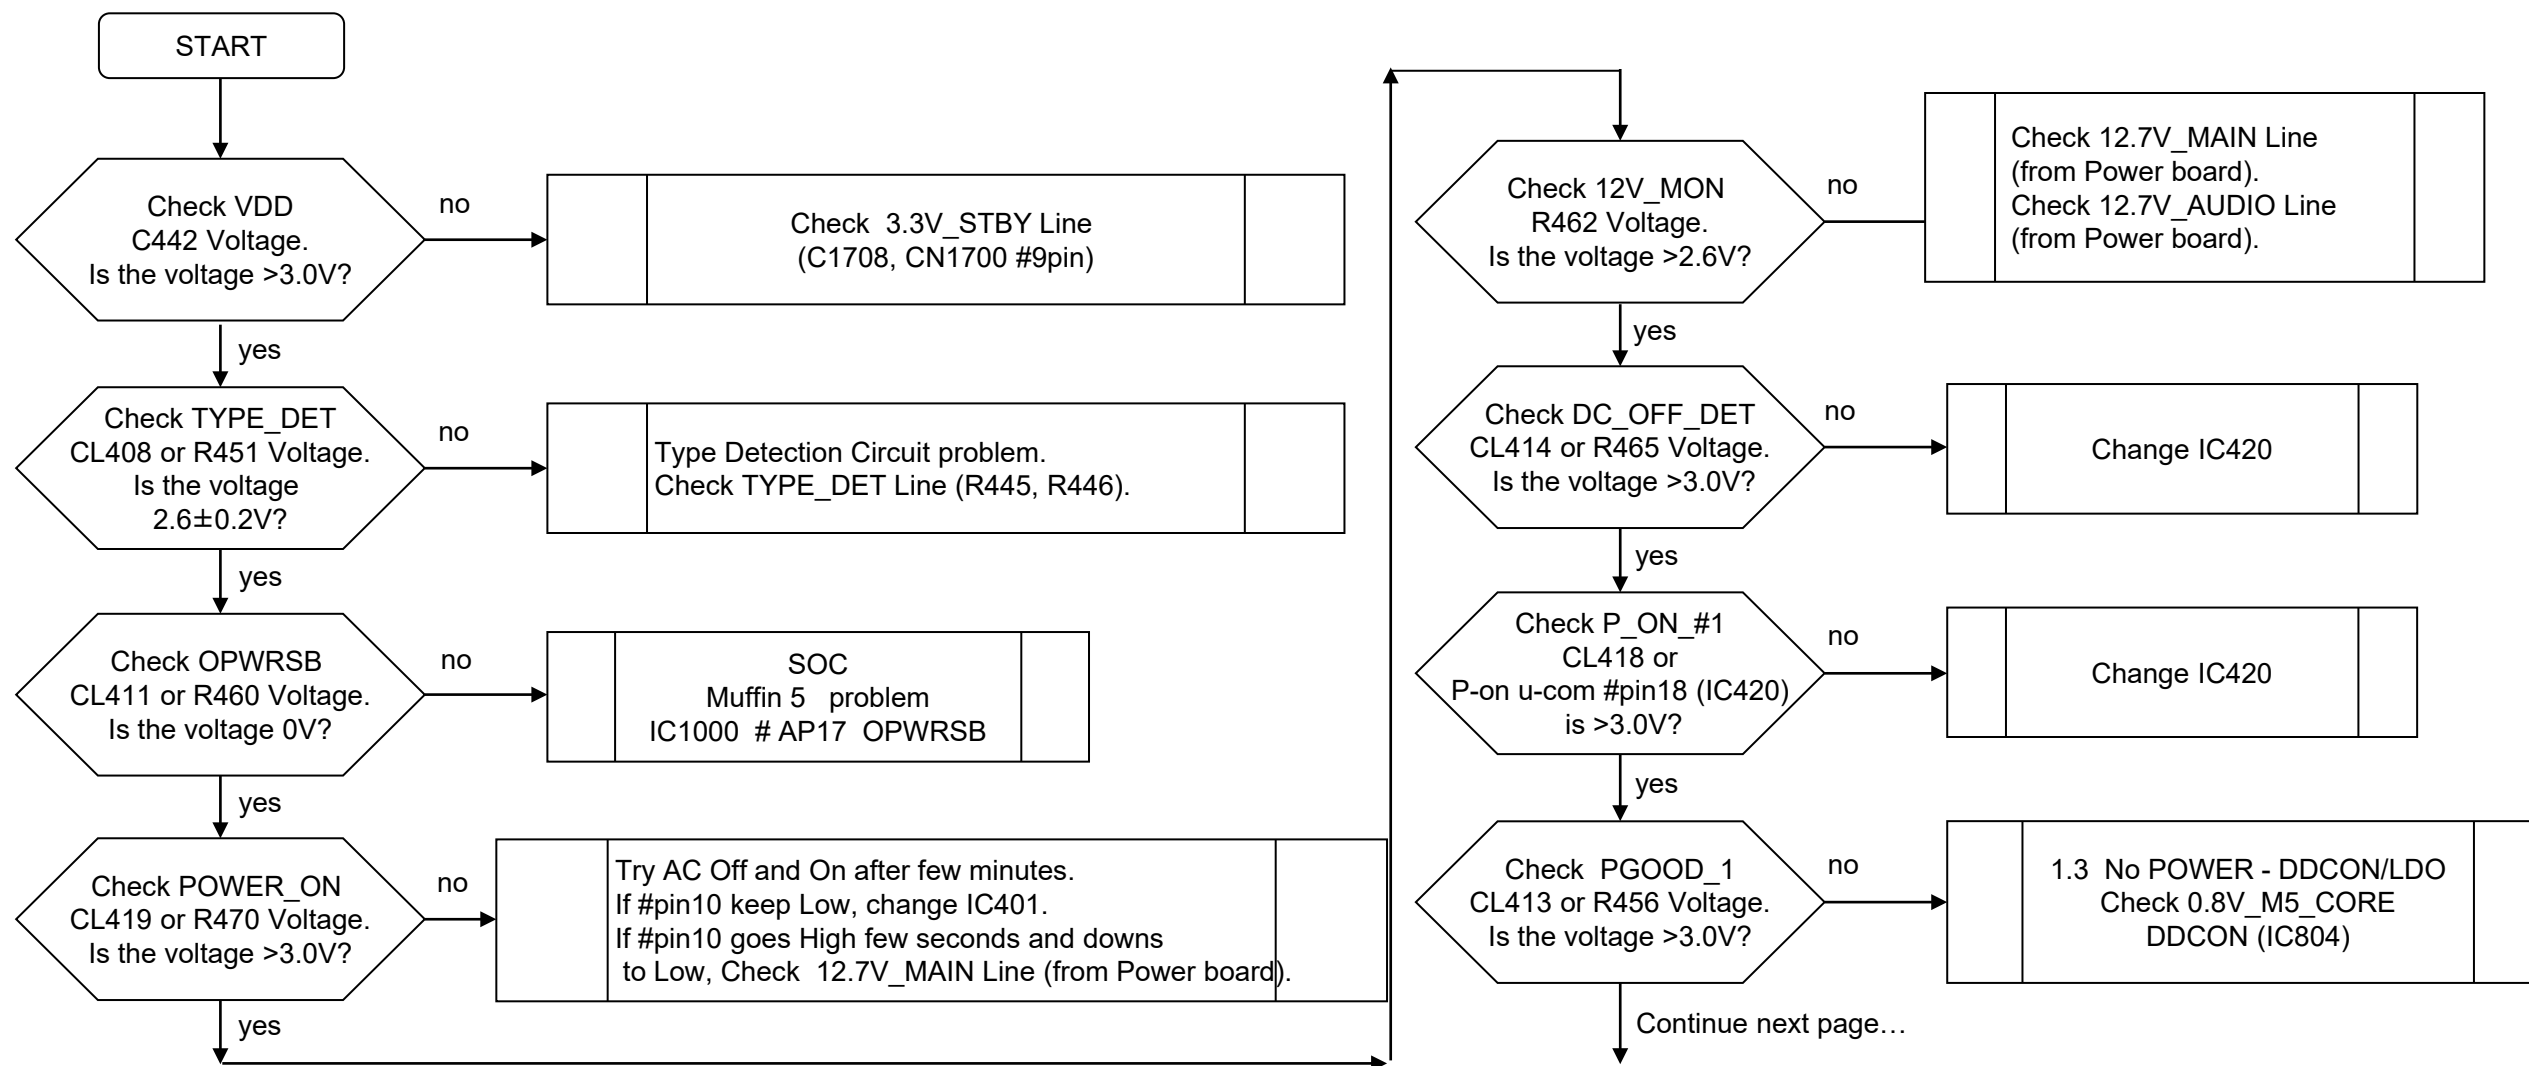 START
Check VDD
C442 Voltage.
Is the voltage >3.0V?
no
Check 3.3V_STBY Line
(C1708, CN1700 #9pin)
yes
Check TYPE_DET
CL408 or R451 Voltage.
Is the voltage
2.6±0.2V?
no
Type Detection Circuit problem.
Check TYPE_DET Line (R445, R446).
yes
Check OPWRSB
CL411 or R460 Voltage.
Is the voltage 0V?
no
SOC
Muffin 5 problem
IC1000 # AP17 OPWRSB
yes
Check POWER_ON
CL419 or R470 Voltage.
Is the voltage >3.0V?
no
Try AC Off and On after few minutes.
If #pin10 keep Low, change IC401.
If #pin10 goes High few seconds and downs
to Low, Check 12.7V_MAIN Line (from Power board).
yes
Check 12V_MON
R462 Voltage.
Is the voltage >2.6V?
no
Check 12.7V_MAIN Line
(from Power board).
Check 12.7V_AUDIO Line
(from Power board).
yes
Check DC_OFF_DET
CL414 or R465 Voltage.
Is the voltage >3.0V?
no
Change IC420
yes
Check P_ON_#1
CL418 or
P-on u-com #pin18 (IC420)
is >3.0V?
no
Change IC420
yes
Check PGOOD_1
CL413 or R456 Voltage.
Is the voltage >3.0V?
no
1.3 No POWER - DDCON/LDO
Check 0.8V_M5_CORE
DDCON (IC804)
Continue next page…